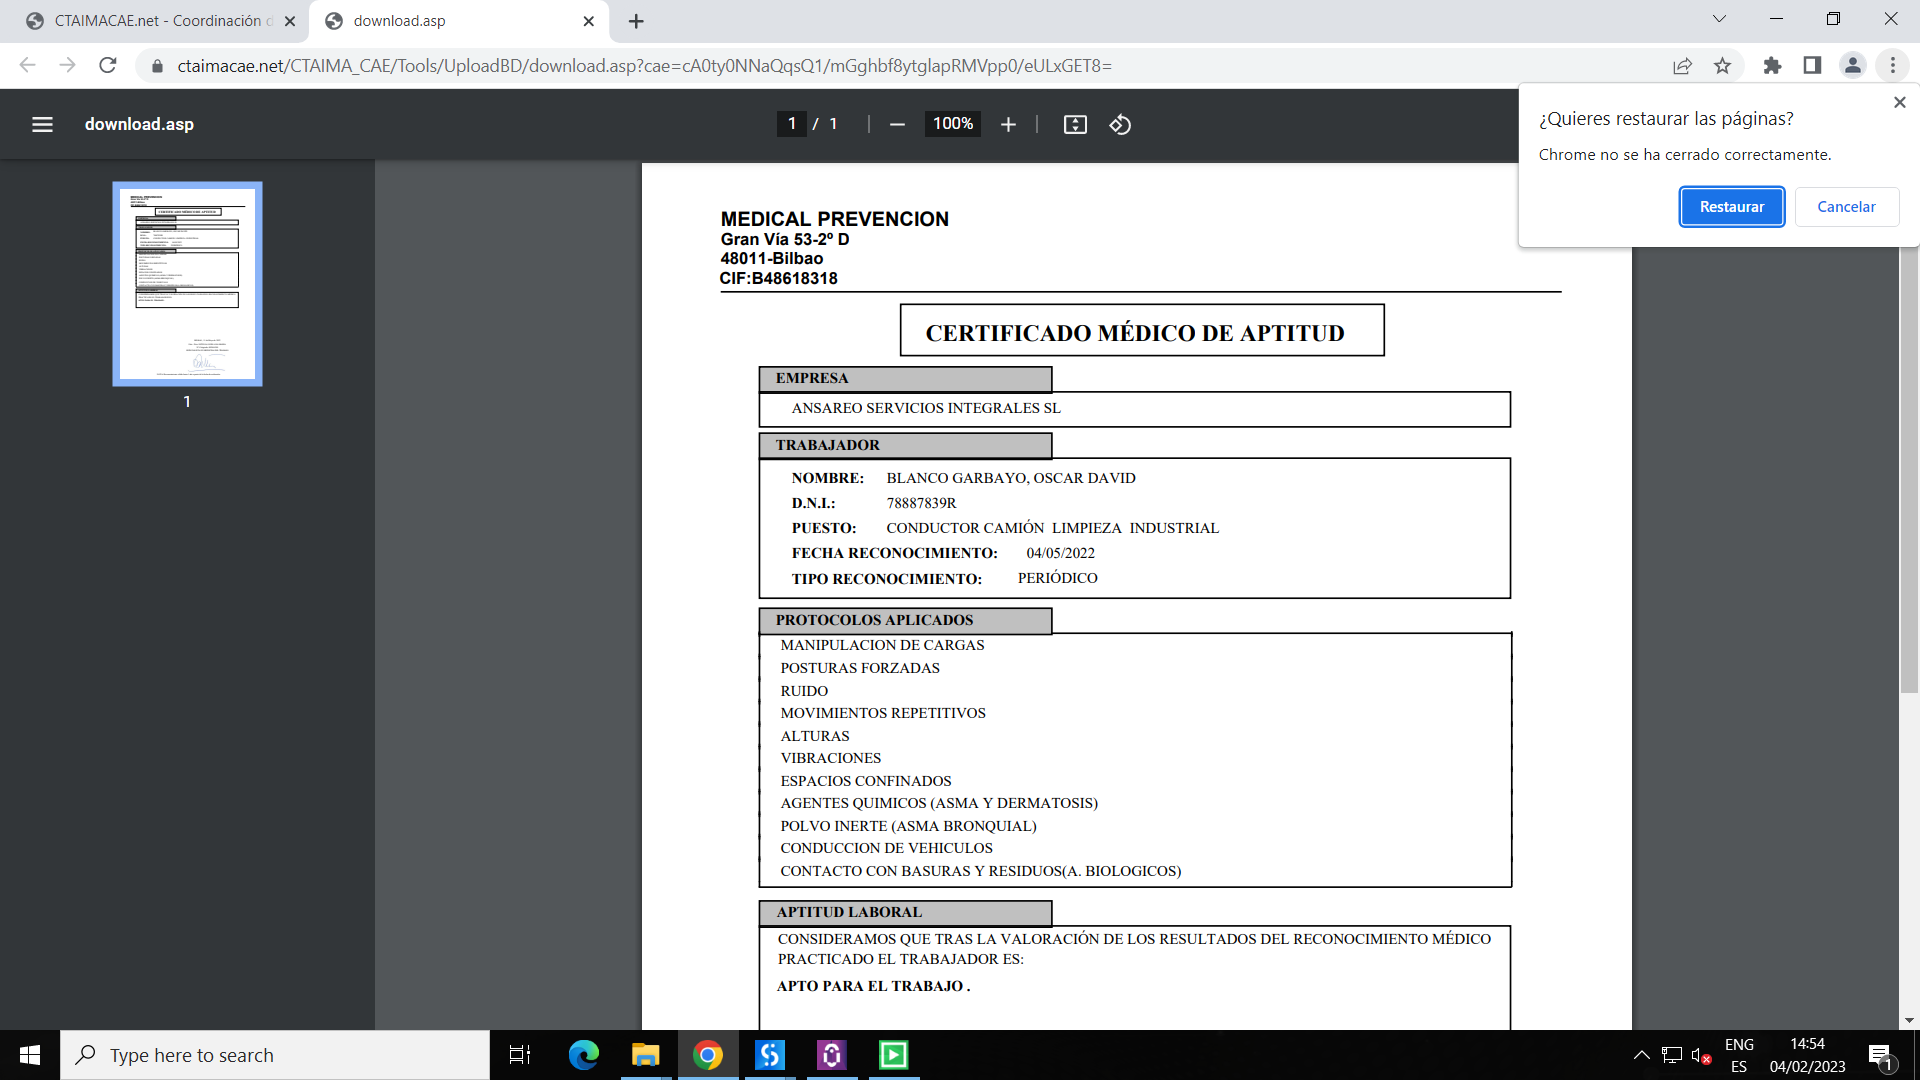 CTAIMACAE.net - Coordinación d
download.asp
ctaimacae.net/CTAIMA_CAE/Tools/UploadBD/download.asp?cae=cA0ty0NNaQqsQ1/mGghbf8ytglapRMVpp0/eULxGET8=
download.asp
1 / 1
100%
¿Quieres restaurar las páginas?
Chrome no se ha cerrado correctamente.
Restaurar
Cancelar
1
MEDICAL PREVENCION
Gran Vía 53-2º D
48011-Bilbao
CIF:B48618318
CERTIFICADO MÉDICO DE APTITUD
EMPRESA
ANSAREO SERVICIOS INTEGRALES SL
TRABAJADOR
NOMBRE: BLANCO GARBAYO, OSCAR DAVID
D.N.I.: 78887839R
PUESTO: CONDUCTOR CAMIÓN LIMPIEZA INDUSTRIAL
FECHA RECONOCIMIENTO: 04/05/2022
TIPO RECONOCIMIENTO: PERIÓDICO
PROTOCOLOS APLICADOS
MANIPULACION DE CARGAS
POSTURAS FORZADAS
RUIDO
MOVIMIENTOS REPETITIVOS
ALTURAS
VIBRACIONES
ESPACIOS CONFINADOS
AGENTES QUIMICOS (ASMA Y DERMATOSIS)
POLVO INERTE (ASMA BRONQUIAL)
CONDUCCION DE VEHICULOS
CONTACTO CON BASURAS Y RESIDUOS(A. BIOLOGICOS)
APTITUD LABORAL
CONSIDERAMOS QUE TRAS LA VALORACIÓN DE LOS RESULTADOS DEL RECONOCIMIENTO MÉDICO
PRACTICADO EL TRABAJADOR ES:
APTO PARA EL TRABAJO .
Type here to search
ENG
ES
14:54
04/02/2023
1